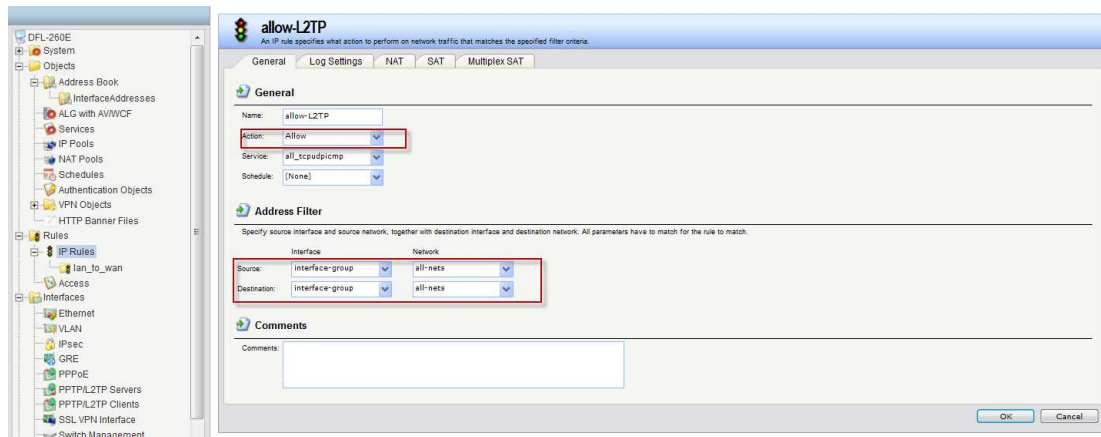 DFL-260E
System
Objects
Address Book
InterfaceAddresses
ALG with AV/WCF
Services
IP Pools
NAT Pools
Schedules
Authentication Objects
VPN Objects
HTTP Banner Files
Rules
IP Rules
lan_to_wan
Access
Interfaces
Ethernet
VLAN
IPsec
GRE
PPPoE
PPTP/L2TP Servers
PPTP/L2TP Clients
SSL VPN Interface
Switch Management
allow-L2TP
An IP rule specifies what action to perform on network traffic that matches the specified filter criteria.
General Log Settings NAT SAT Multiplex SAT
General
Name: allow-L2TP
Action: Allow
Service: all_tcpudpicmp
Schedule: (None)
Address Filter
Specify source interface and source network, together with destination interface and destination network. All parameters have to match for the rule to match.
Interface Network
Source: interface-group all-nets
Destination: interface-group all-nets
Comments
Comments:
OK Cancel